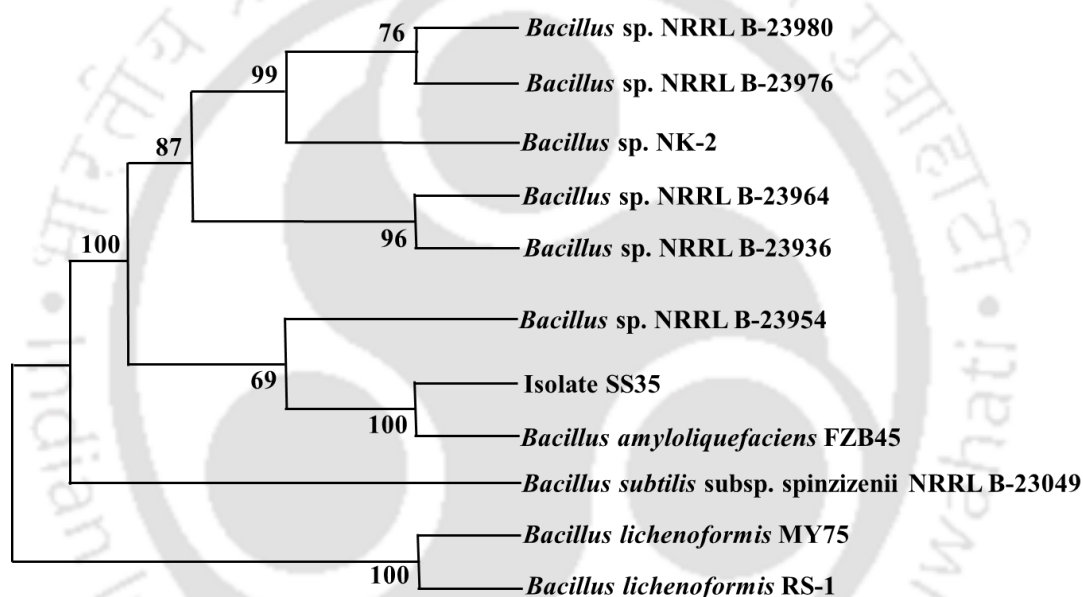 76
Bacillus sp. NRRL B-23980
99
Bacillus sp. NRRL B-23976
87
Bacillus sp. NK-2
Bacillus sp. NRRL B-23964
100
96
Bacillus sp. NRRL B-23936
Bacillus sp. NRRL B-23954
69
Isolate SS35
100
Bacillus amyloliquefaciens FZB45
Bacillus subtilis subsp. spinzizenii NRRL B-23049
Bacillus lichenoformis MY75
100
Bacillus lichenoformis RS-1